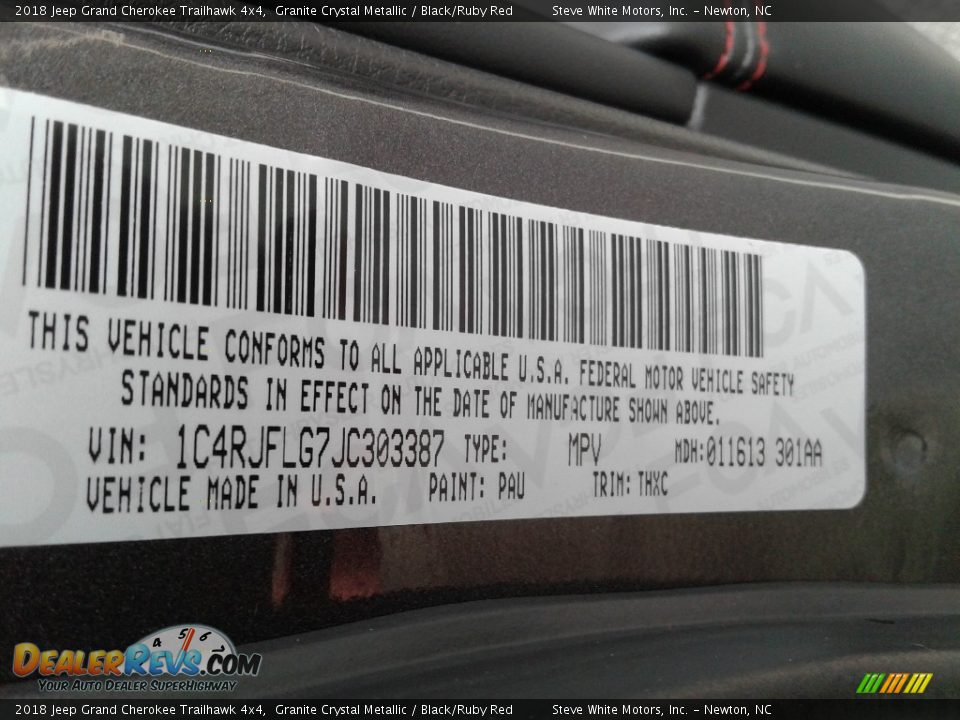 2018 Jeep Grand Cherokee Trailhawk 4x4, Granite Crystal Metallic / Black/Ruby Red Steve White Motors, Inc. - Newton, NC
THIS VEHICLE CONFORMS TO ALL APPLICABLE U.S.A. FEDERAL MOTOR VEHICLE SAFETY
STANDARDS IN EFFECT ON THE DATE OF MANUFACTURE SHOWN ABOVE.
VIN: 1C4RJFLG7JC303387 TYPE: MPV MDH:011613 301AA
VEHICLE MADE IN U.S.A. PAINT: PAU TRIM: THXC
4 5 6
DEALERREVS.COM
YOUR AUTO DEALER SUPERHIGHWAY
2018 Jeep Grand Cherokee Trailhawk 4x4, Granite Crystal Metallic / Black/Ruby Red Steve White Motors, Inc. - Newton, NC